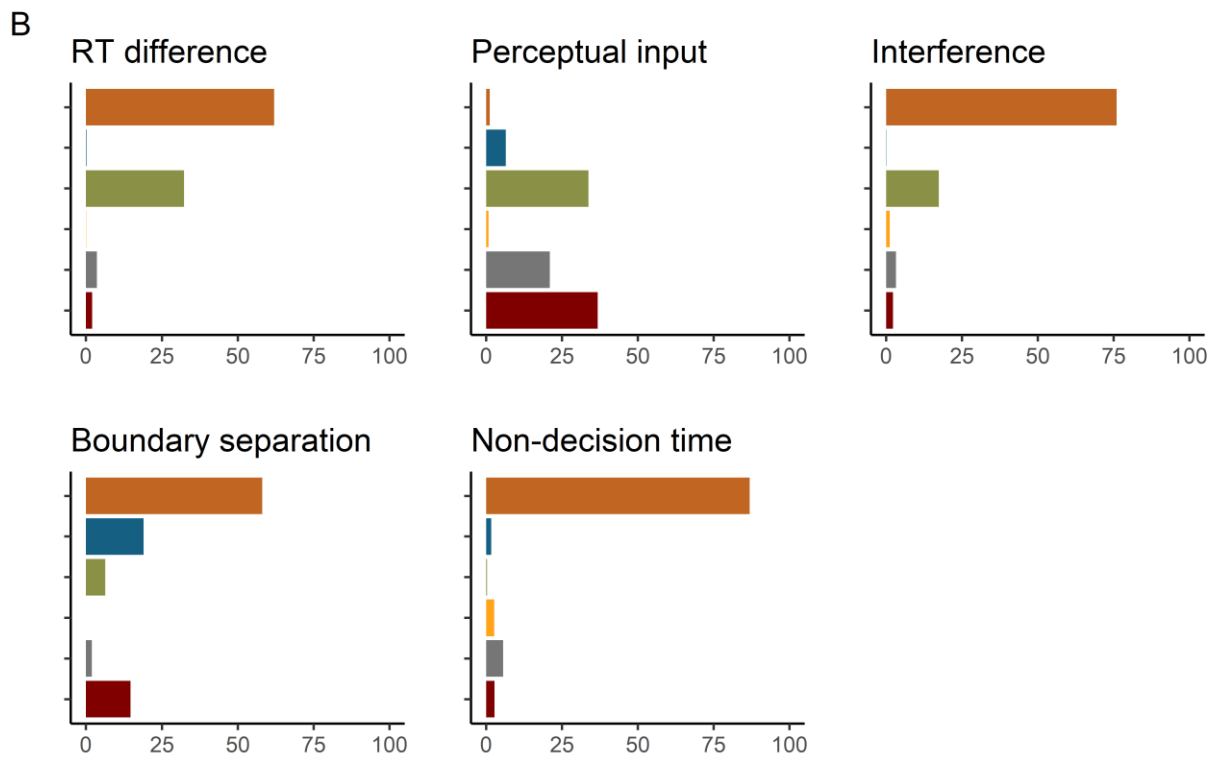 B
RT difference
Perceptual input
Interference
0 25 50 75 100
0 25 50 75 100
0 25 50 75 100
Boundary separation
Non-decision time
0 25 50 75 100
0 25 50 75 100